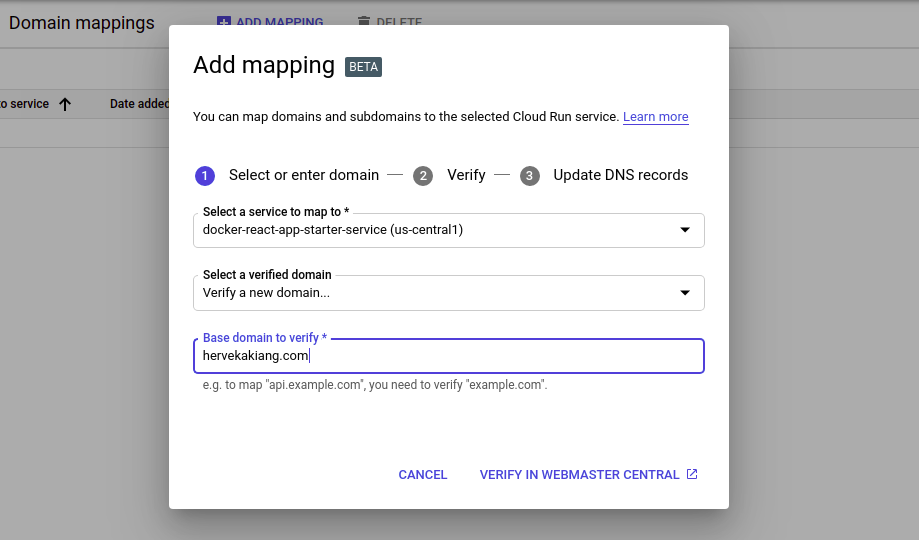 Domain mappings ADD MAPPING DELETE
to service Date added
Add mapping BETA
You can map domains and subdomains to the selected Cloud Run service. Learn more
1 Select or enter domain — 2 Verify — 3 Update DNS records
Select a service to map to *
docker-react-app-starter-service (us-central1)
Select a verified domain
Verify a new domain...
Base domain to verify *
hervekakiang.com
e.g. to map "api.example.com", you need to verify "example.com".
CANCEL VERIFY IN WEBMASTER CENTRAL